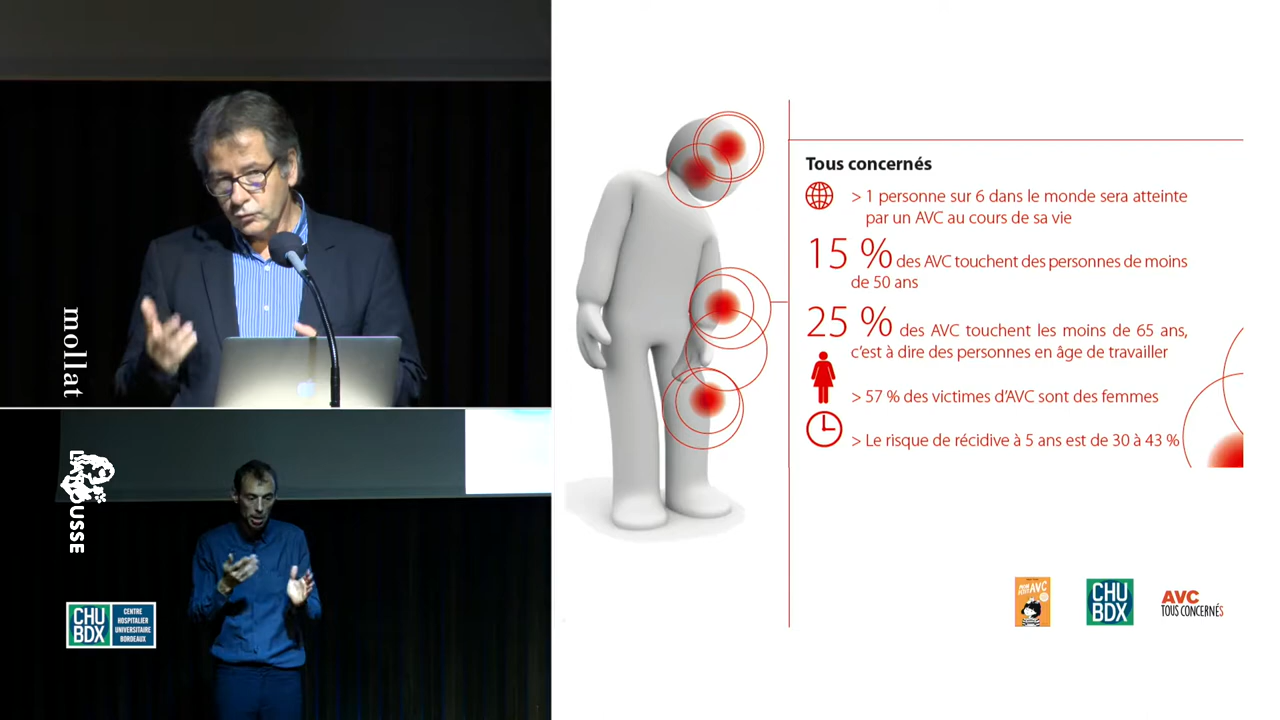 mollat
LAROUSSE
CHU
BDX
CENTRE
HOSPITALIER
UNIVERSITAIRE
BORDEAUX
Tous concernés
> 1 personne sur 6 dans le monde sera atteinte
par un AVC au cours de sa vie
15 % des AVC touchent des personnes de moins
de 50 ans
25 % des AVC touchent les moins de 65 ans,
c’est à dire des personnes en âge de travailler
> 57 % des victimes d’AVC sont des femmes
> Le risque de récidive à 5 ans est de 30 à 43 %
AVC
CHU
BDX
AVC
TOUS CONCERNÉS